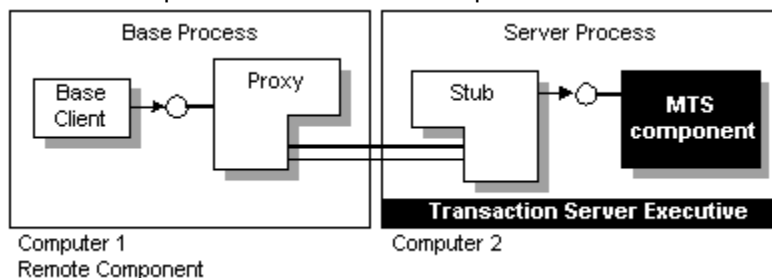 Base Process
Server Process
Base
Client
Proxy
Stub
MTS
component
Transaction Server Executive
Computer 1
Computer 2
Remote Component